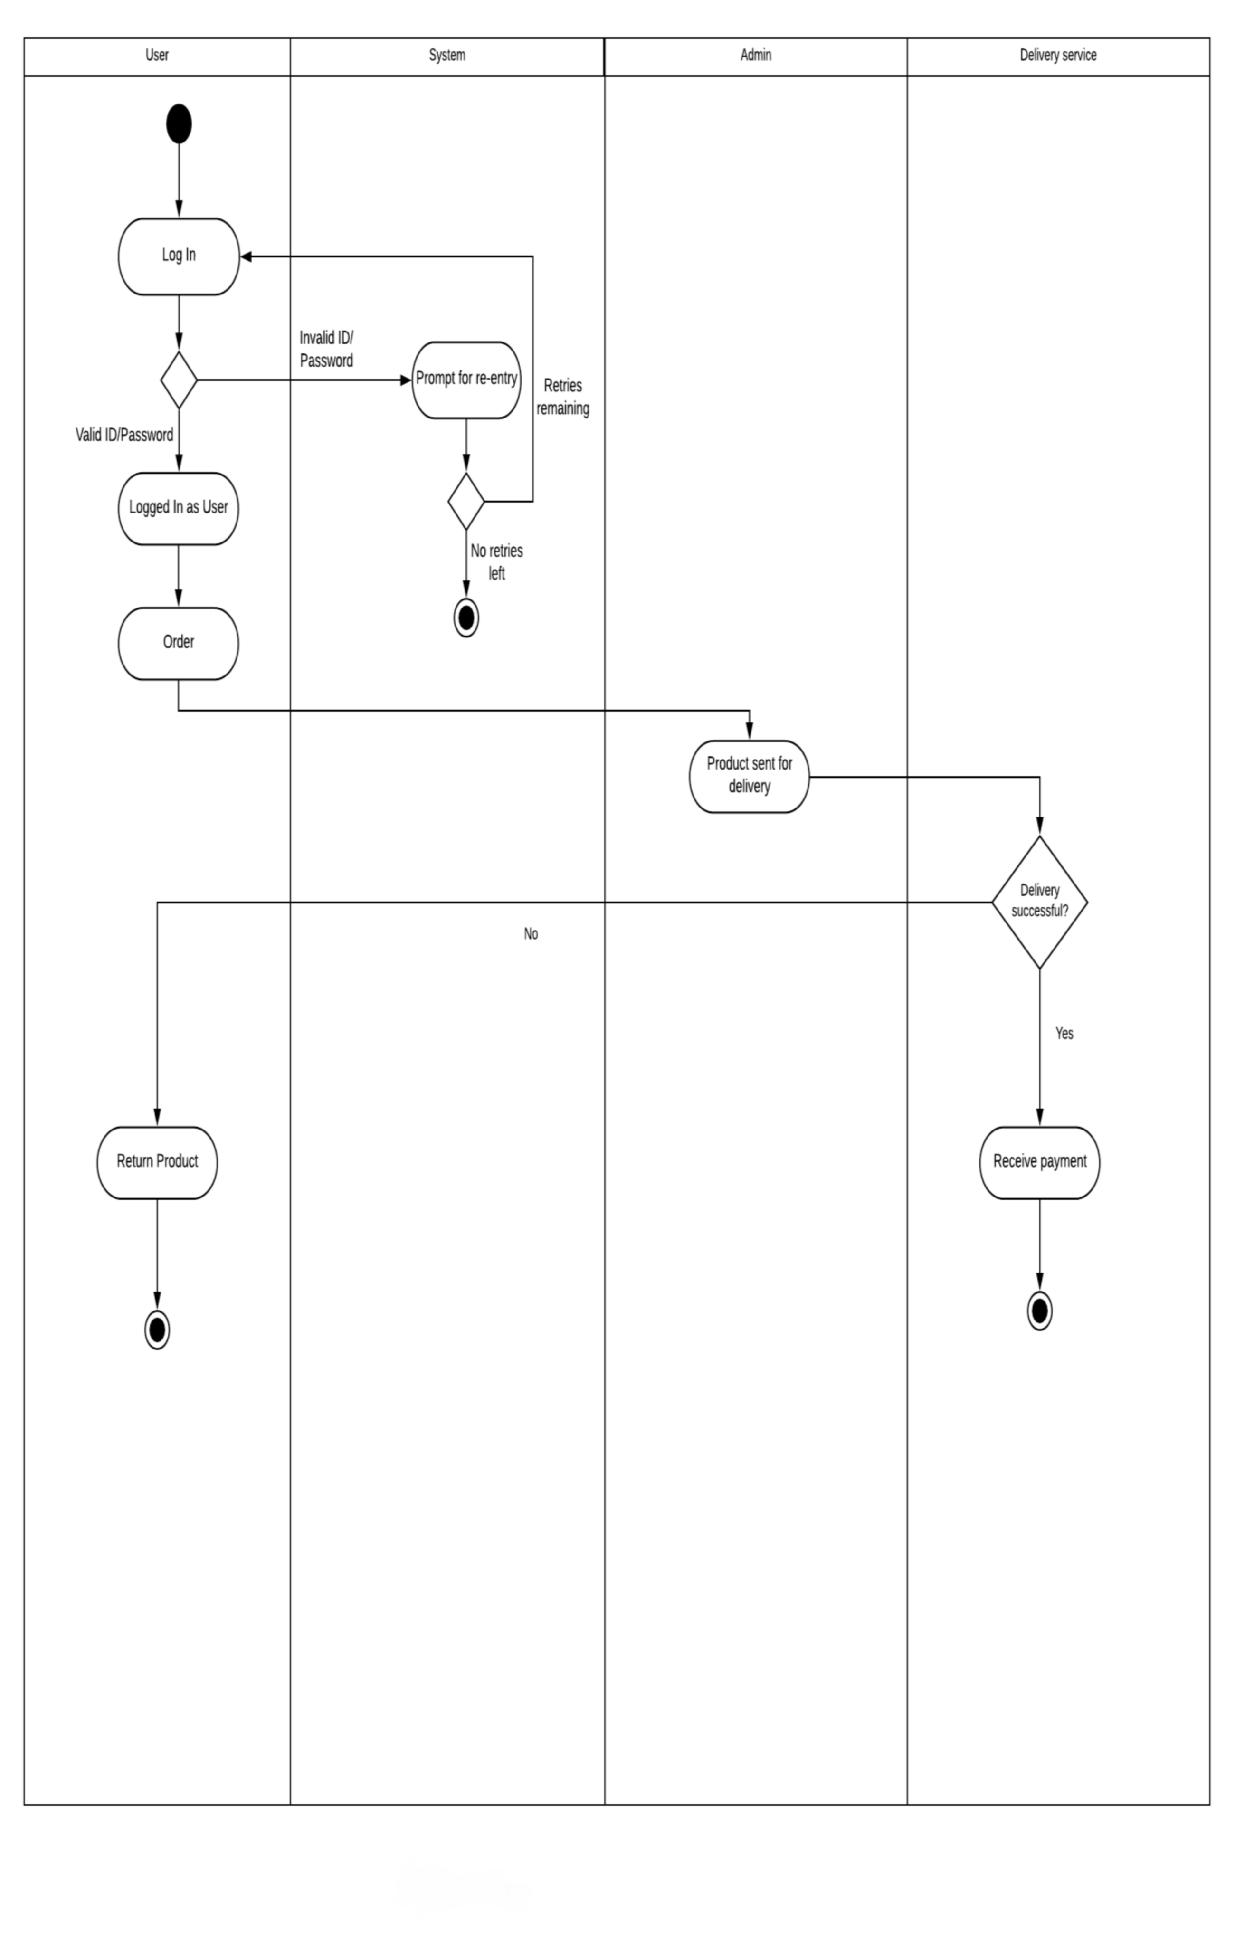 User
System
Admin
Delivery service
Log In
Invalid ID/
Password
Prompt for re-entry
Retries
remaining
Valid ID/Password
Logged In as User
No retries
left
Order
Product sent for
delivery
Delivery
successful?
No
Yes
Return Product
Receive payment